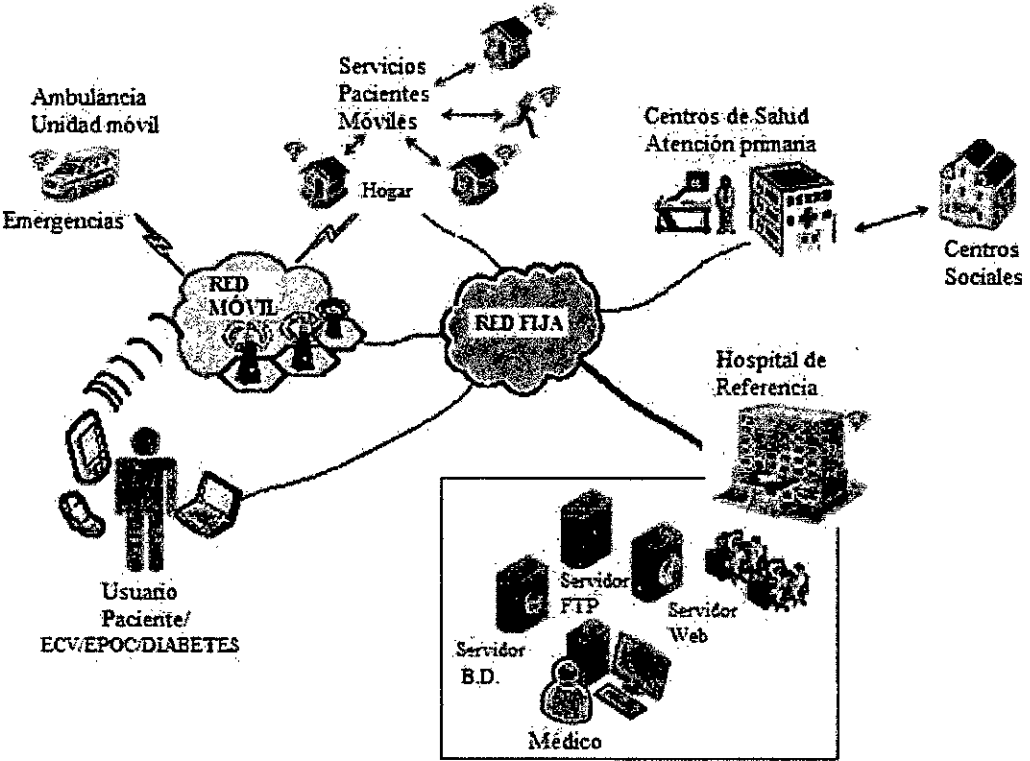 Servicios
Pacientes
Móviles
Ambulancia
Unidad móvil
Emergencias
Hogar
Centros de Salud
Atención primaria
Centros
Sociales
RED
MÓVIL
RED FIJA
Hospital de
Referencia
Usuario
Paciente/
ECV/EPOC/DIABETES
Servidor
FTP
Servidor
Web
Servidor
B.D.
Médico